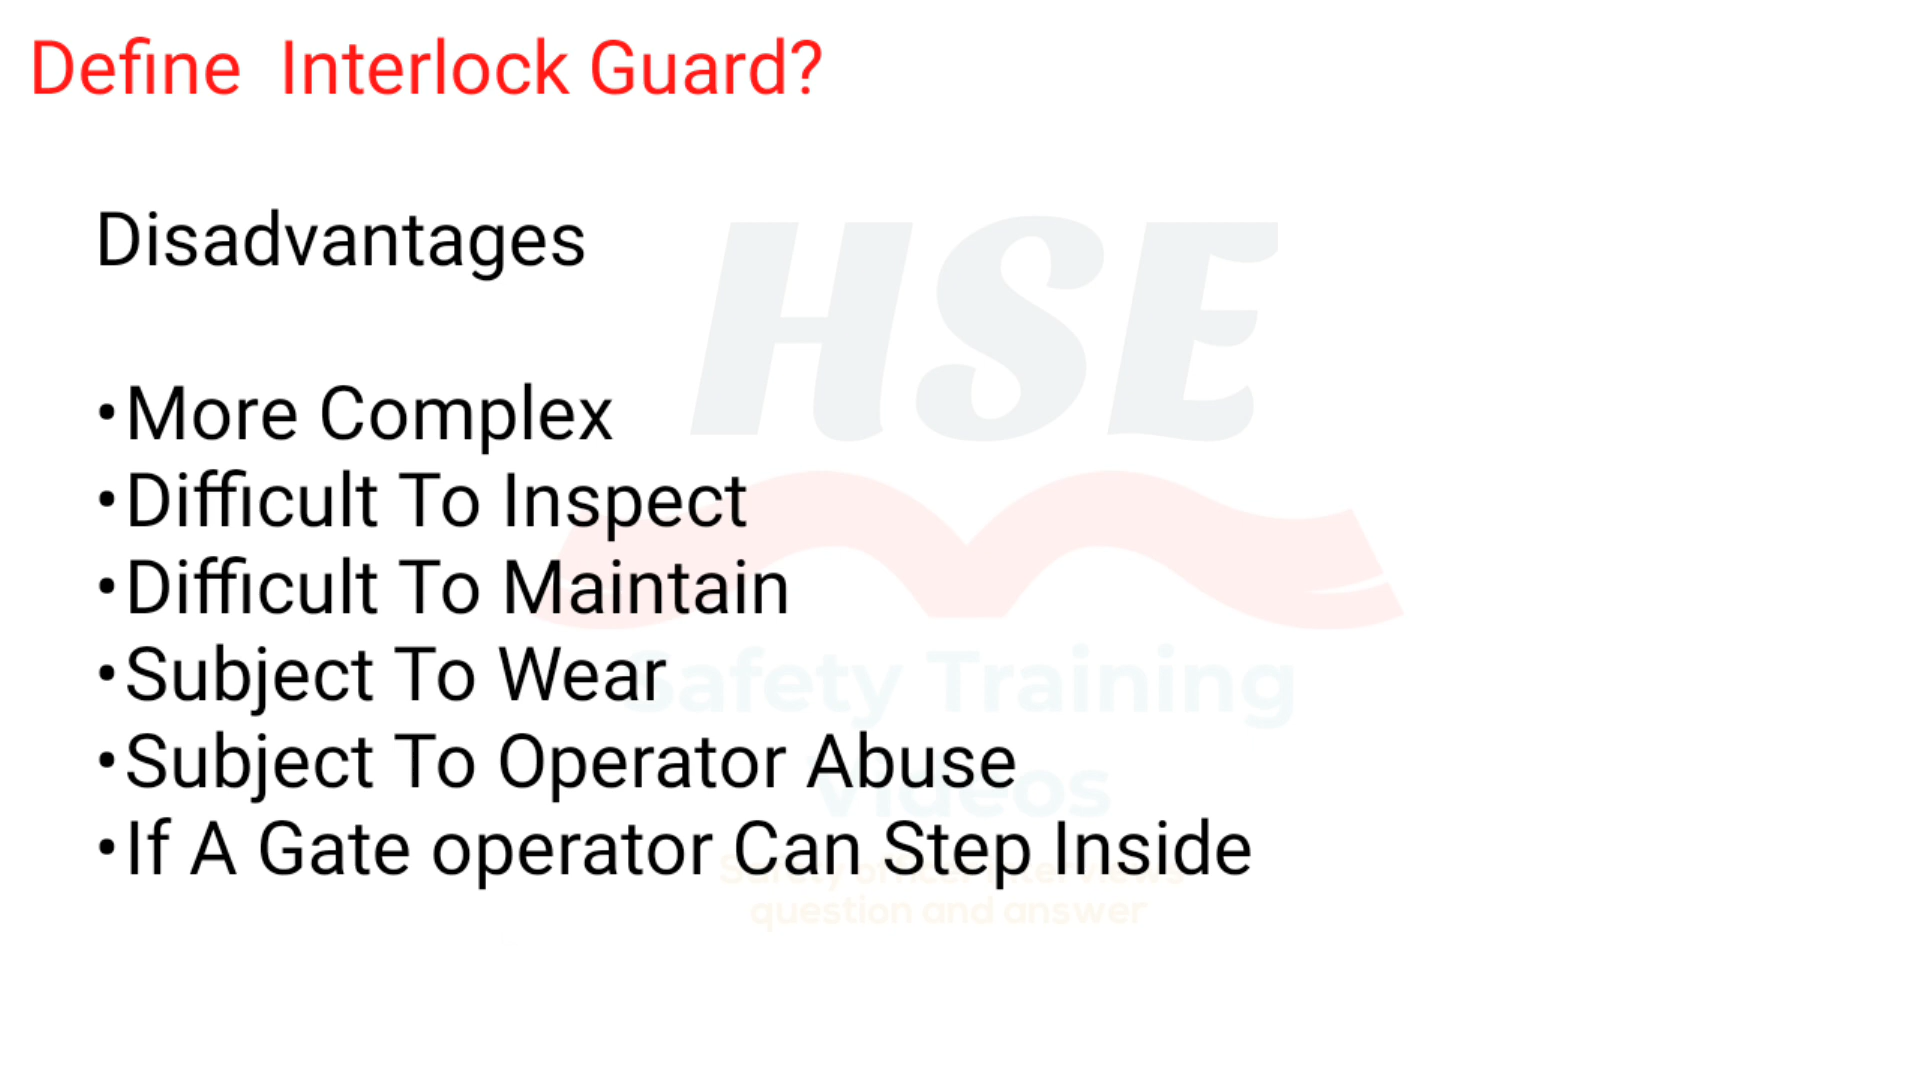 Define Interlock Guard?
Disadvantages
HSE
•More Complex
•Difficult To Inspect
•Difficult To Maintain
Safety Training
•Subject To Wear
Videos
•Subject To Operator Abuse
•If A Gate operator Can Step Inside
question and answer